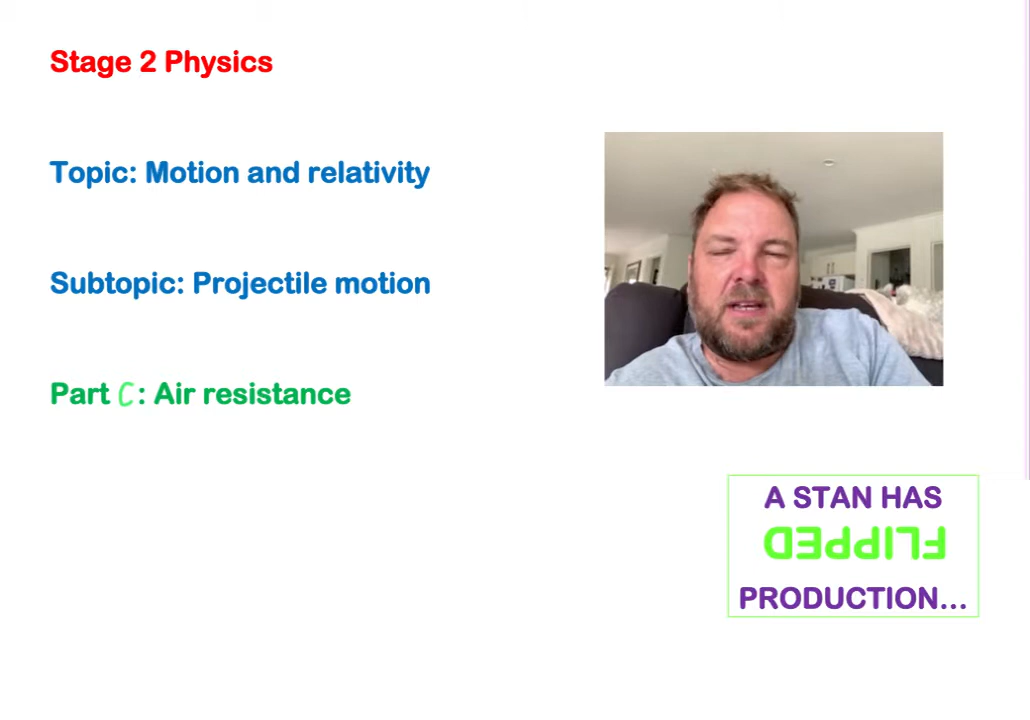 Stage 2 Physics
Topic: Motion and relativity
Subtopic: Projectile motion
Part C: Air resistance
A STAN HAS
FLIPPED
PRODUCTION...